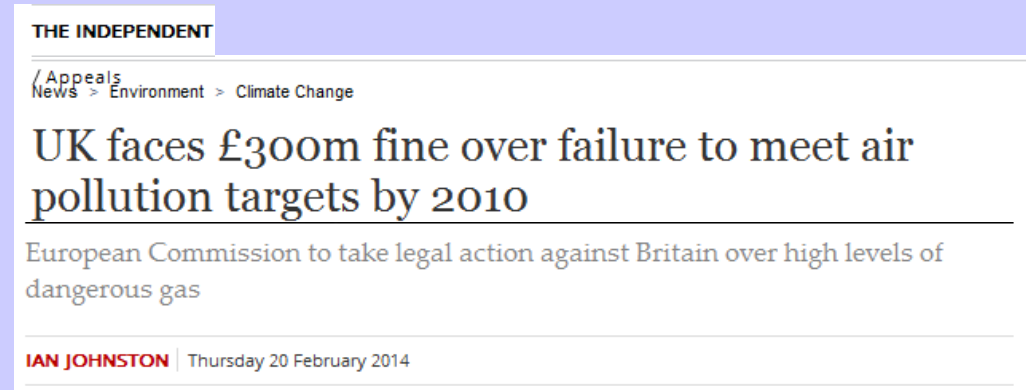 THE INDEPENDENT
/ Appeals
News > Environment > Climate Change
UK faces £300m fine over failure to meet air
pollution targets by 2010
European Commission to take legal action against Britain over high levels of
dangerous gas
IAN JOHNSTON Thursday 20 February 2014